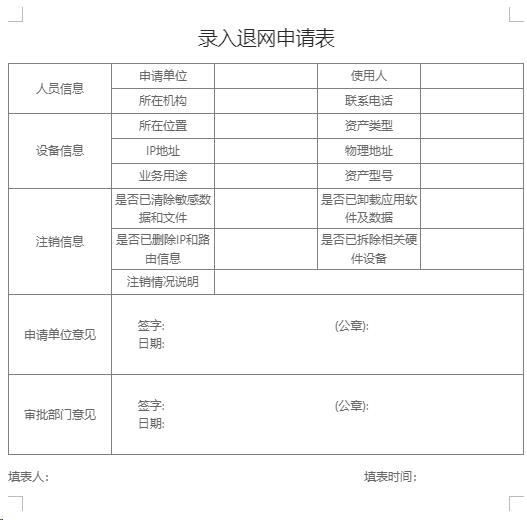 录入退网申请表
人员信息
申请单位
使用人
所在机构
联系电话
设备信息
所在位置
资产类型
IP地址
物理地址
业务用途
资产型号
注销信息
是否已清除敏感数
据和文件
是否已卸载应用软
件及数据
是否已删除IP和路
由信息
是否已拆除相关硬
件设备
注销情况说明
申请单位意见
签字:
(公章):
日期:
审批部门意见
签字:
(公章):
日期:
填表人:
填表时间: